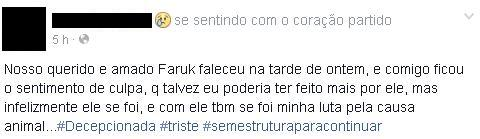 se sentindo com o coração partido
5 h ·
Nosso querido e amado Faruk faleceu na tarde de ontem, e comigo ficou
o sentimento de culpa, q talvez eu poderia ter feito mais por ele, mas
infelizmente ele se foi, e com ele tbm se foi minha luta pela causa
animal...#Decepcionada #triste #semestruturaparacontinuar